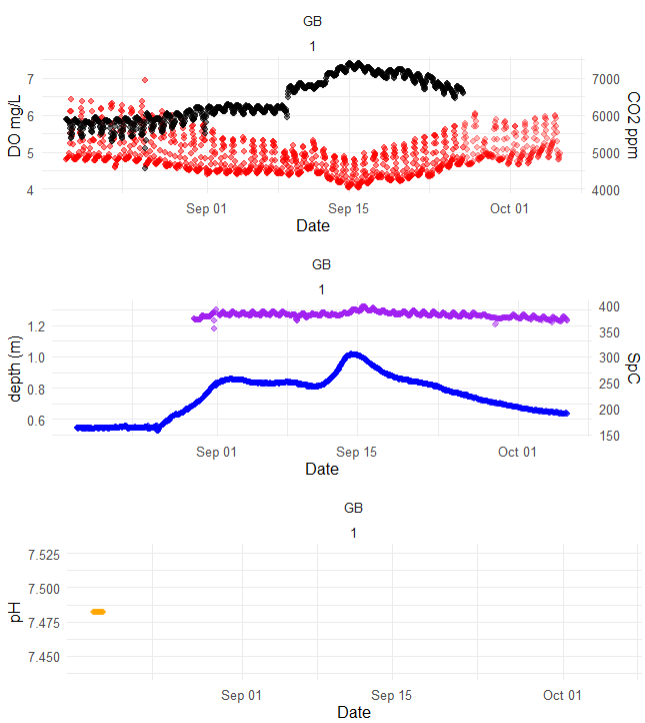 GB
1
7
6
5
4
DO mg/L
7000
6000
5000
4000
CO2 ppm
Sep 01 Sep 15 Oct 01
Date
GB
1
1.2
1.0
0.8
0.6
depth (m)
400
350
300
250
200
150
SpC
Sep 01 Sep 15 Oct 01
Date
GB
1
7.525
7.500
7.475
7.450
pH
Sep 01 Sep 15 Oct 01
Date